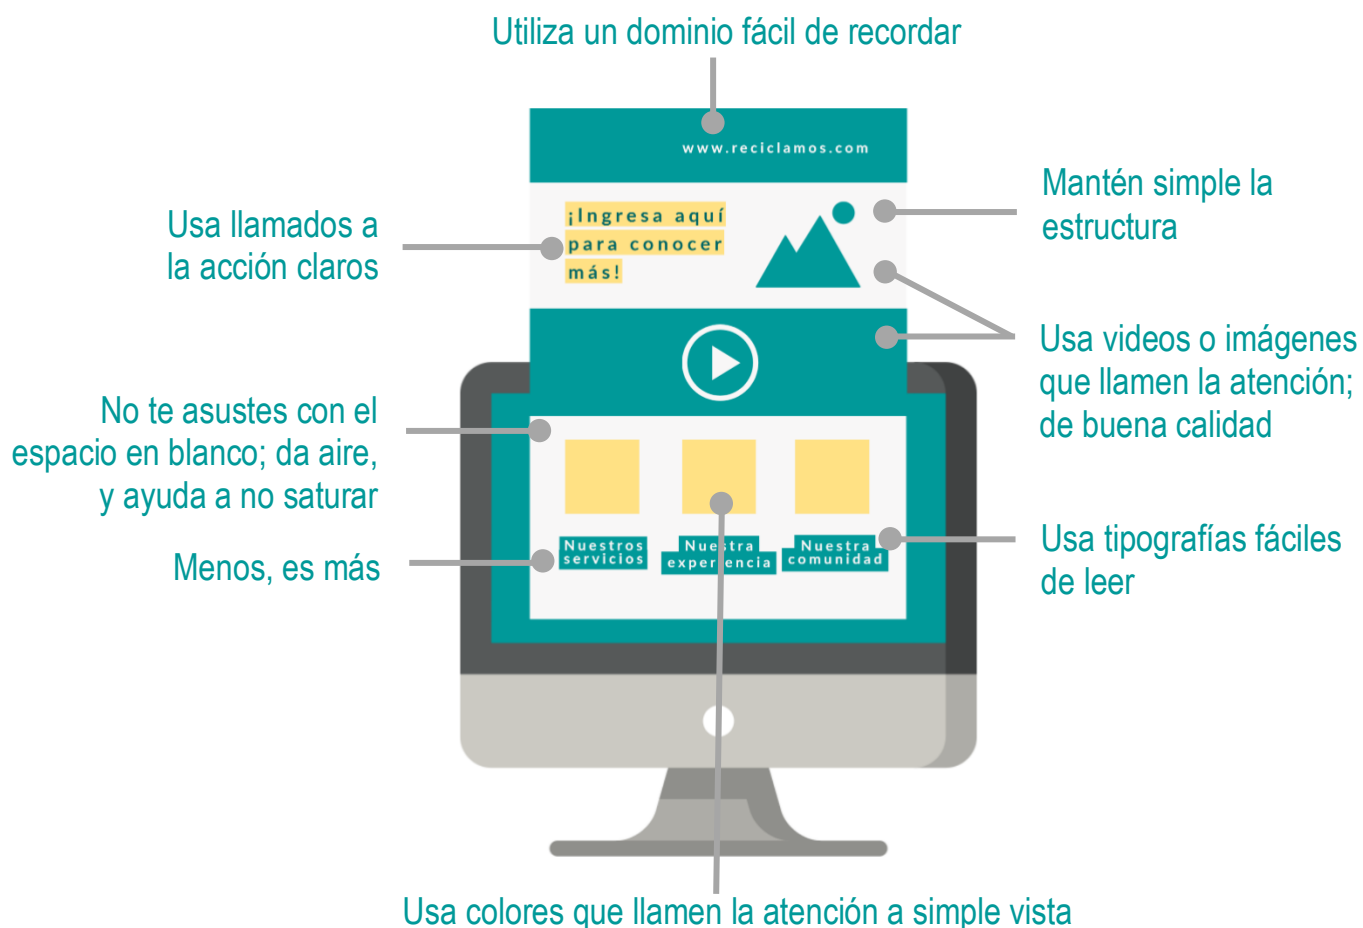 Utiliza un dominio fácil de recordar
www.reciclamos.com
Mantén simple la
estructura
Usa llamados a
la acción claros
¡Ingresa aquí
para conocer
más!
Usa videos o imágenes
que llamen la atención;
de buena calidad
No te asustes con el
espacio en blanco; da aire,
y ayuda a no saturar
Menos, es más
Nuestros
servicios
Nuestra
experiencia
Nuestra
comunidad
Usa tipografías fáciles
de leer
Usa colores que llamen la atención a simple vista